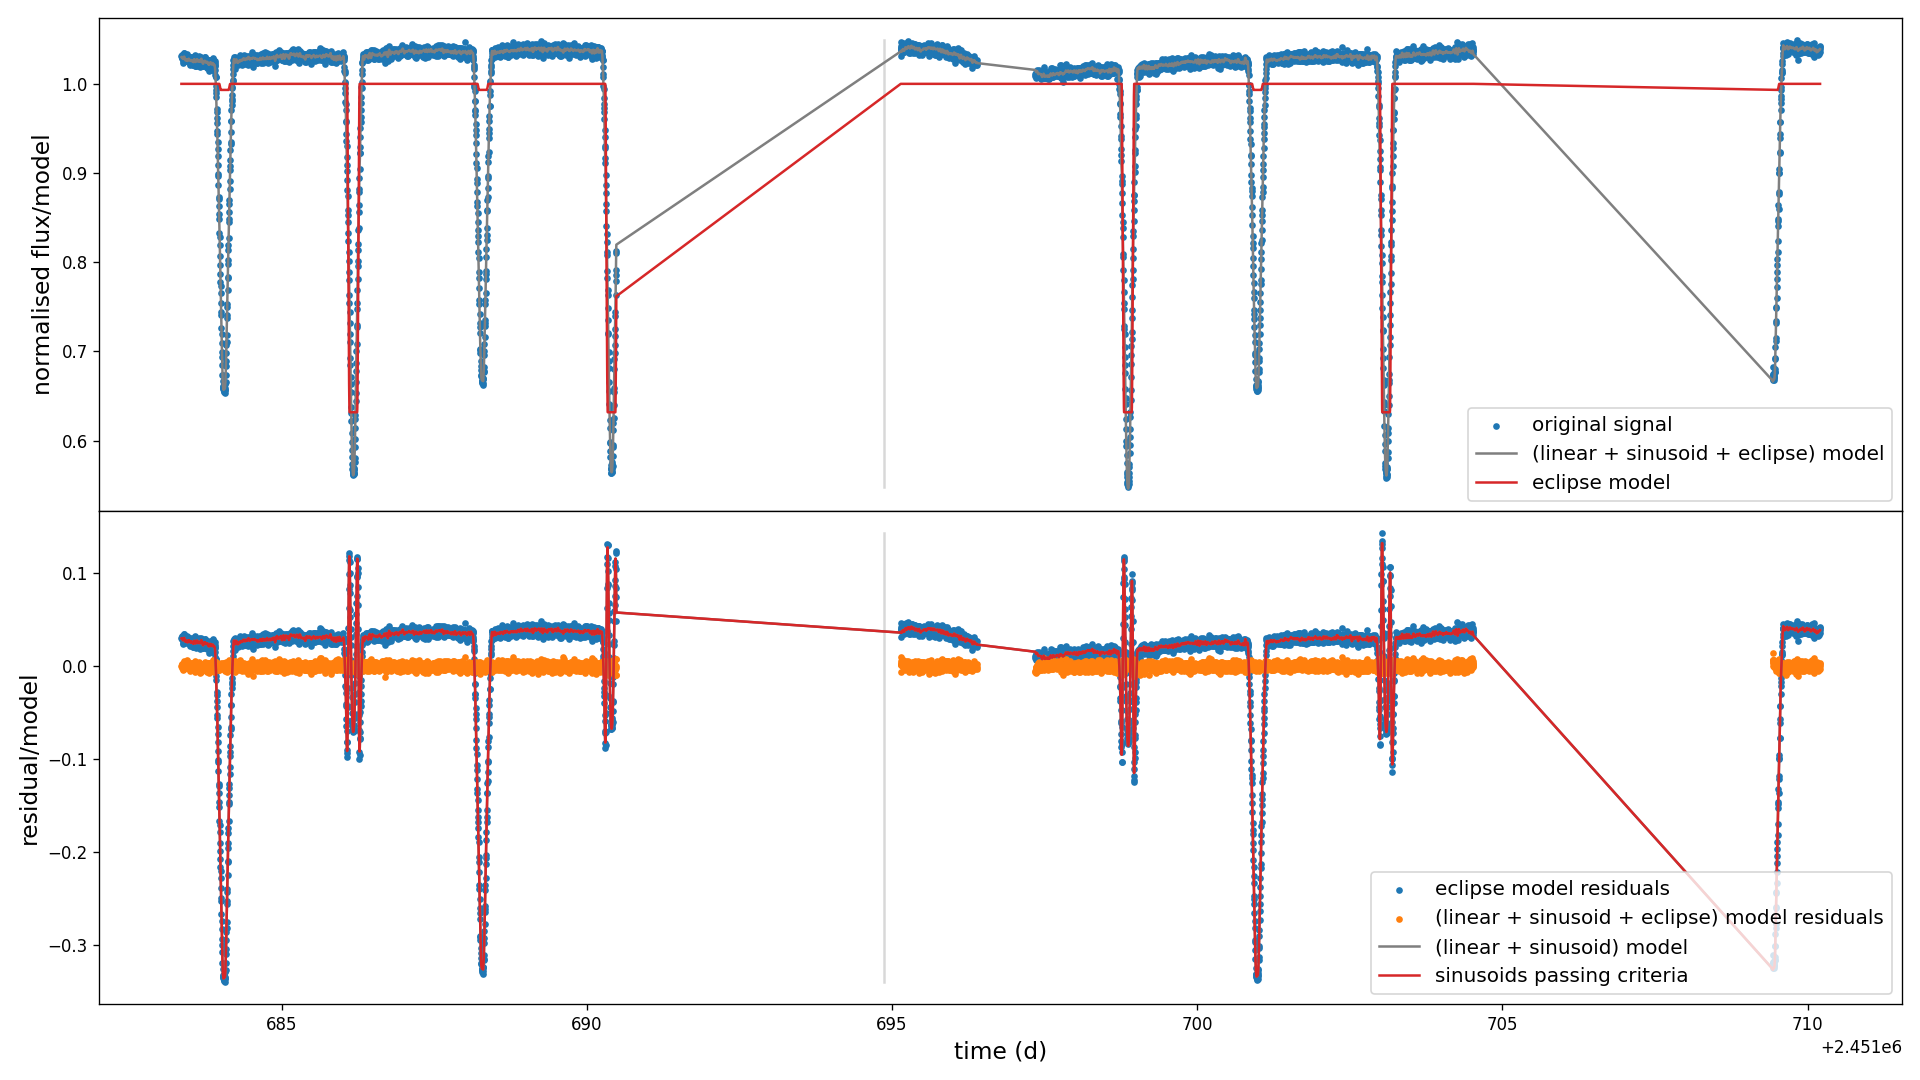 normalised flux/model
1.0
0.9
0.8
0.7
0.6
original signal
(linear + sinusoid + eclipse) model
eclipse model
residual/model
0.1
0.0
−0.1
−0.2
−0.3
eclipse model residuals
(linear + sinusoid + eclipse) model residuals
(linear + sinusoid) model
sinusoids passing criteria
685
690
695
700
705
710
time (d)
+2.451e6